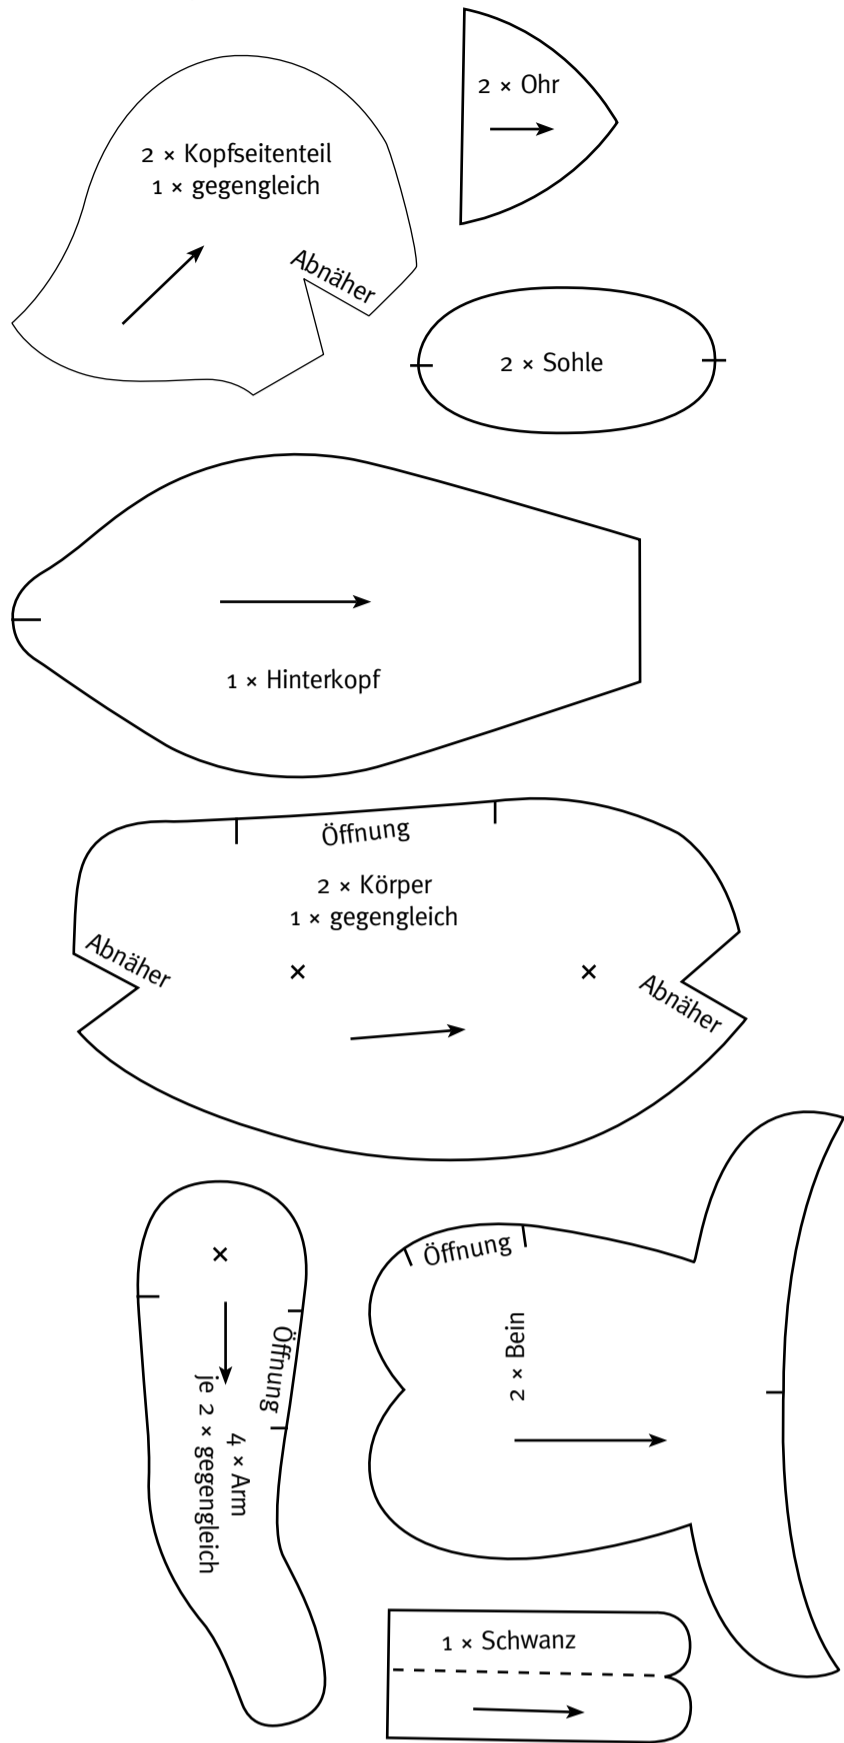 2 × Ohr
2 × Kopfseitenteil
1 × gegengleich
Abnäher
2 × Sohle
1 × Hinterkopf
Öffnung
2 × Körper
1 × gegengleich
Abnäher
Abnäher
Öffnung
2 × Bein
Öffnung
4 × Arm
je 2 × gegengleich
1 × Schwanz